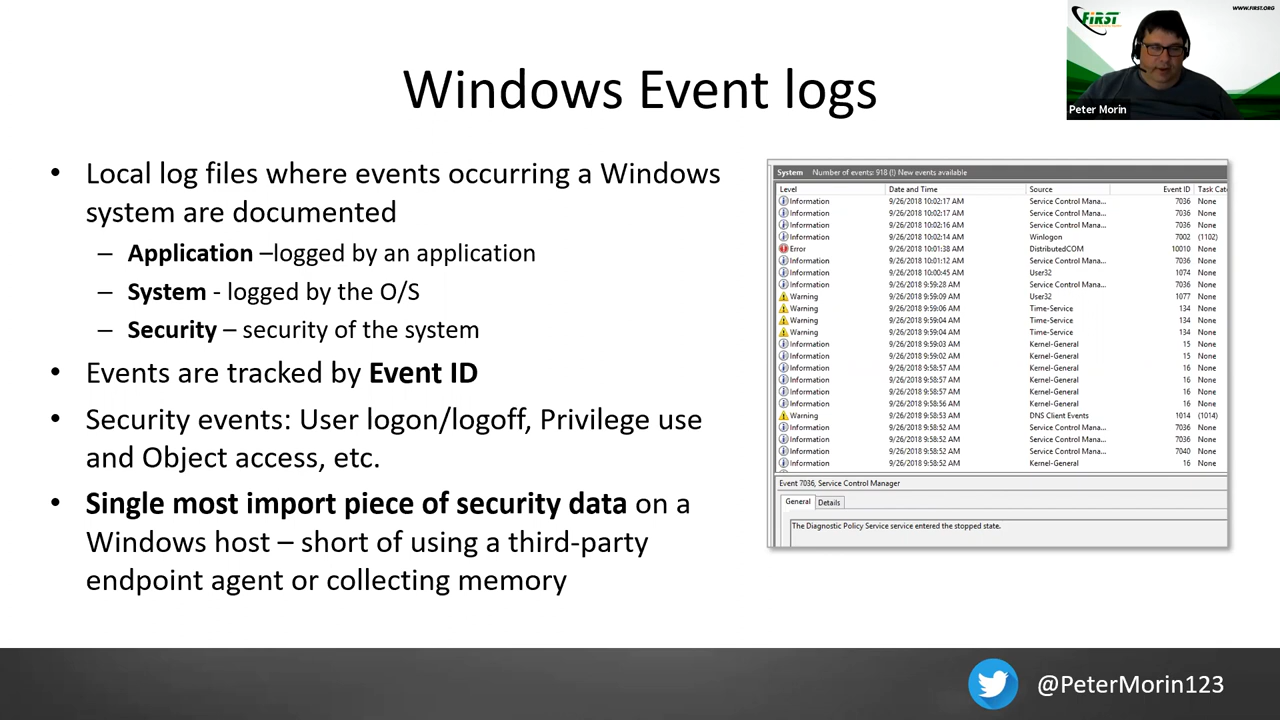 FIRST
WWW.FIRST.ORG
Peter Morin
Windows Event logs
• Local log files where events occurring a Windows
system are documented
– Application –logged by an application
– System - logged by the O/S
– Security – security of the system
• Events are tracked by Event ID
• Security events: User logon/logoff, Privilege use
and Object access, etc.
• Single most import piece of security data on a
Windows host – short of using a third-party
endpoint agent or collecting memory
System Number of events: 918 (!) New events available
Level Date and Time Source Event ID Task Cat
Information 9/26/2018 10:02:17 AM Service Control Mana... 7036 None
Information 9/26/2018 10:02:17 AM Service Control Mana... 7036 None
Information 9/26/2018 10:02:16 AM Service Control Mana... 7036 None
Information 9/26/2018 10:02:14 AM Winlogon 7002 (1102)
Error 9/26/2018 10:01:38 AM DistributedCOM 10010 None
Information 9/26/2018 10:01:12 AM Service Control Mana... 7036 None
Information 9/26/2018 10:00:45 AM User32 1074 None
Information 9/26/2018 9:59:28 AM Service Control Mana... 7036 None
Warning 9/26/2018 9:59:09 AM User32 1077 None
Warning 9/26/2018 9:59:06 AM Time-Service 134 None
Warning 9/26/2018 9:59:04 AM Time-Service 134 None
Warning 9/26/2018 9:59:04 AM Time-Service 134 None
Information 9/26/2018 9:59:03 AM Kernel-General 15 None
Information 9/26/2018 9:59:02 AM Kernel-General 15 None
Information 9/26/2018 9:58:57 AM Kernel-General 16 None
Information 9/26/2018 9:58:57 AM Kernel-General 16 None
Information 9/26/2018 9:58:57 AM Kernel-General 16 None
Information 9/26/2018 9:58:56 AM Kernel-General 16 None
Warning 9/26/2018 9:58:53 AM DNS Client Events 1014 (1014)
Information 9/26/2018 9:58:52 AM Service Control Mana... 7036 None
Information 9/26/2018 9:58:52 AM Service Control Mana... 7036 None
Information 9/26/2018 9:58:52 AM Service Control Mana... 7040 None
Information 9/26/2018 9:58:52 AM Kernel-General 16 None
Event 7036, Service Control Manager
General Details
The Diagnostic Policy Service service entered the stopped state.
@PeterMorin123